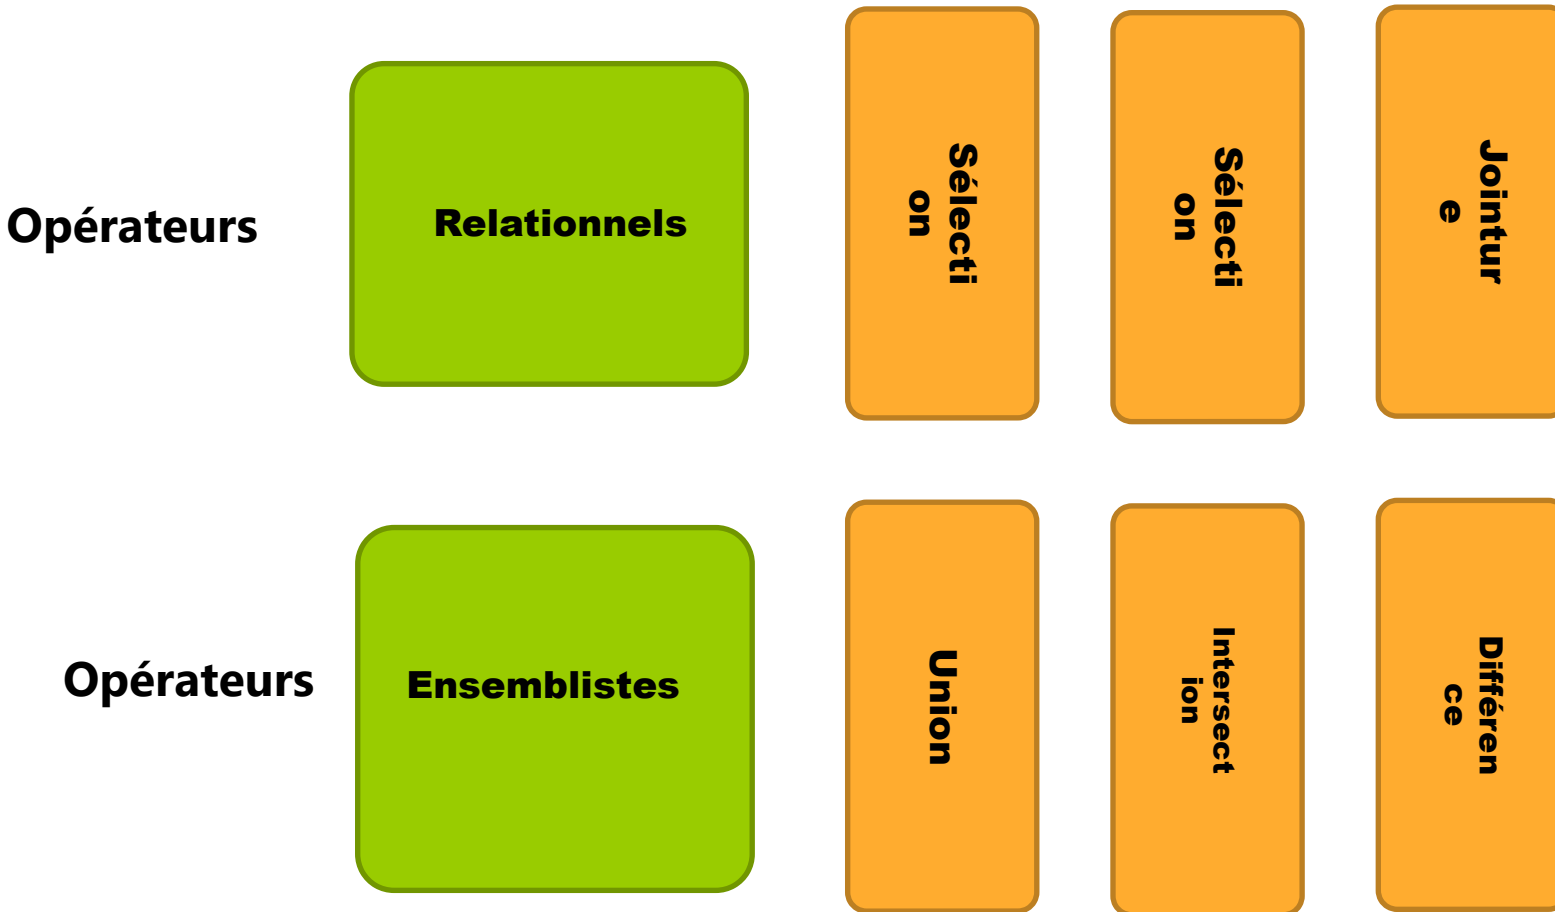 Opérateurs
Relationnels
Sélecti
on
Sélecti
on
Jointur
e
Opérateurs
Ensemblistes
Union
Intersect
ion
Différen
ce